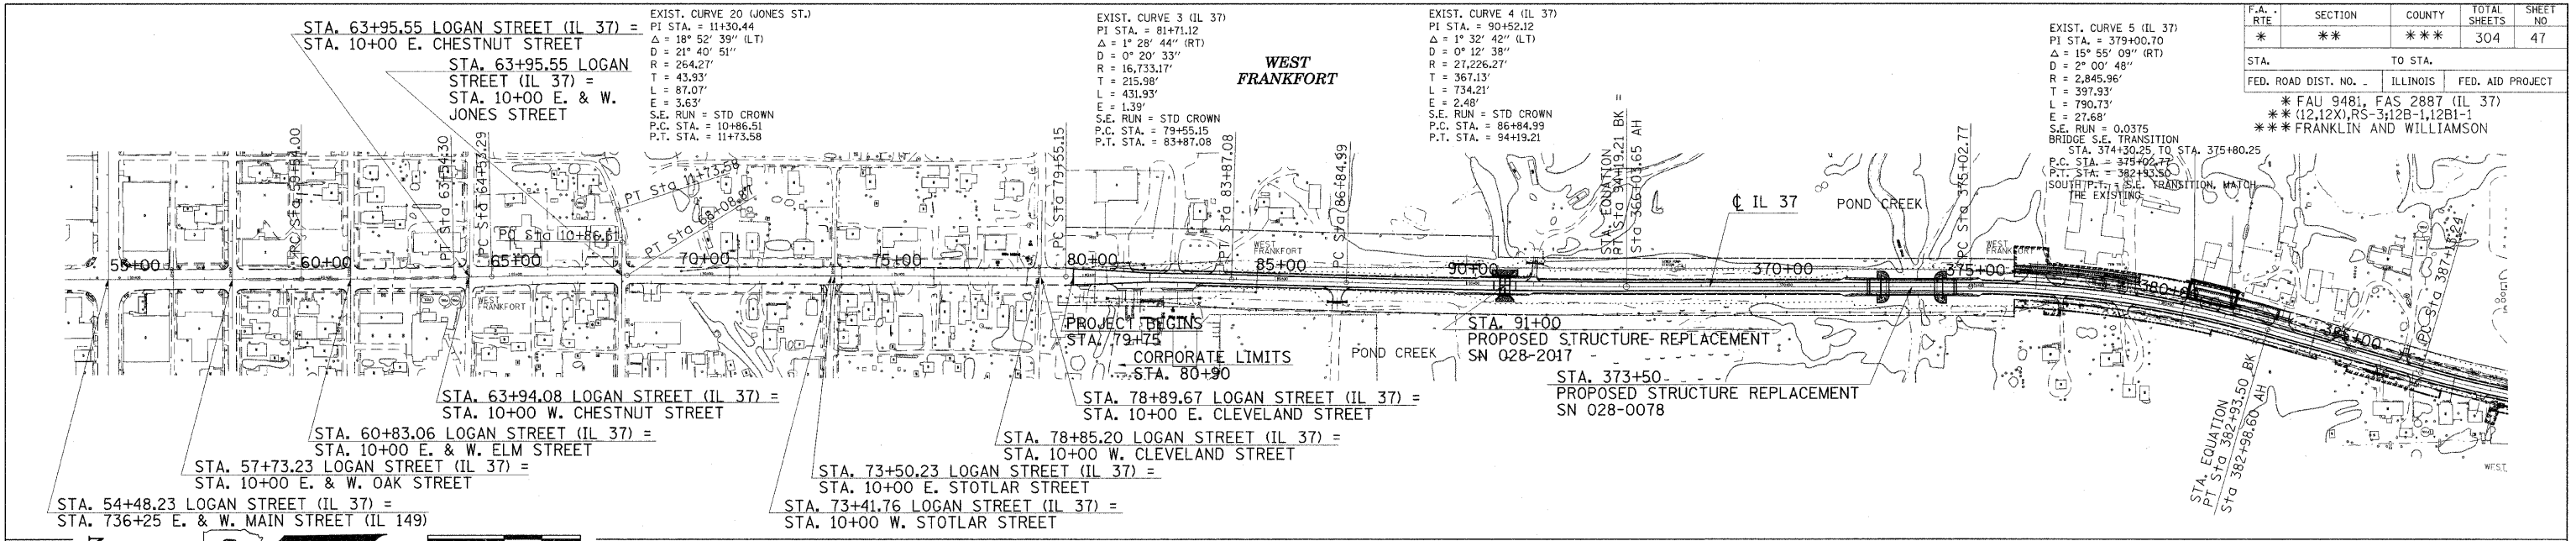 STA. 63+95.55 LOGAN STREET (IL 37) =
STA. 10+00 E. CHESTNUT STREET
STA. 63+95.55 LOGAN
STREET (IL 37) =
STA. 10+00 E. & W.
JONES STREET
EXIST. CURVE 20 (JONES ST.)
PI STA. = 11+30.44
Δ = 18° 52' 39" (LT)
D = 21° 40' 51"
R = 264.27'
T = 43.93'
L = 87.07'
E = 3.63'
S.E. RUN = STD CROWN
P.C. STA. = 10+86.51
P.T. STA. = 11+73.58
EXIST. CURVE 3 (IL 37)
PI STA. = 81+71.12
Δ = 1° 28' 44" (RT)
D = 0° 20' 33"
R = 16,733.17'
T = 215.98'
L = 431.93'
E = 1.39'
S.E. RUN = STD CROWN
P.C. STA. = 79+55.15
P.T. STA. = 83+87.08
WEST
FRANKFORT
EXIST. CURVE 4 (IL 37)
PI STA. = 90+52.12
Δ = 1° 32' 42" (LT)
D = 0° 12' 38"
R = 27,226.27'
T = 367.13'
L = 734.21'
E = 2.48'
S.E. RUN = STD CROWN
P.C. STA. = 86+84.99
P.T. STA. = 94+19.21
EXIST. CURVE 5 (IL 37)
PI STA. = 379+00.70
Δ = 15° 55' 09" (RT)
D = 2° 00' 48"
R = 2,845.96'
T = 397.93'
L = 790.73'
E = 27.68'
S.E. RUN = 0.0375
BRIDGE S.E. TRANSITION
STA. 374+30.25 TO STA. 375+80.25
P.C. STA. = 375+02.77
P.T. STA. = 382+93.50
SOUTH P.T. - S.E. TRANSITION MATCH
THE EXISTING
F.A. RTE SECTION COUNTY TOTAL SHEETS SHEET NO
* ** *** 304 47
STA. TO STA.
FED. ROAD DIST. NO. _ ILLINOIS FED. AID PROJECT
* FAU 9481, FAS 2887 (IL 37)
** (12,12X),RS-3;12B-1,12B1-1
*** FRANKLIN AND WILLIAMSON
PT Sta 63+54.30
PC Sta 64+53.29
PC Sta 10+86.51
PT Sta 11+73.58
PT Sta 68+08.87
PC Sta 79+55.15
PT Sta 83+87.08
PC Sta 86+84.99
STA. EQUATION
PT Sta 94+19.21 BK =
Sta 366+03.65 AH
℄ IL 37
POND CREEK
PC Sta 375+02.77
PC Sta 387+18.24
55+00
60+00
65+00
70+00
75+00
80+00
85+00
90+00
370+00
375+00
380+00
385+00
WEST
FRANKFORT
WEST
FRANKFORT
WEST
FRANKFORT
PROJECT BEGINS
STA. 79+75
CORPORATE LIMITS
STA. 80+90
POND CREEK
STA. 91+00
PROPOSED STRUCTURE REPLACEMENT
SN 028-2017
STA. 373+50
PROPOSED STRUCTURE REPLACEMENT
SN 028-0078
STA. 63+94.08 LOGAN STREET (IL 37) =
STA. 10+00 W. CHESTNUT STREET
STA. 78+89.67 LOGAN STREET (IL 37) =
STA. 10+00 E. CLEVELAND STREET
STA. 60+83.06 LOGAN STREET (IL 37) =
STA. 10+00 E. & W. ELM STREET
STA. 78+85.20 LOGAN STREET (IL 37) =
STA. 10+00 W. CLEVELAND STREET
STA. 57+73.23 LOGAN STREET (IL 37) =
STA. 10+00 E. & W. OAK STREET
STA. 73+50.23 LOGAN STREET (IL 37) =
STA. 10+00 E. STOTLAR STREET
STA. 54+48.23 LOGAN STREET (IL 37) =
STA. 736+25 E. & W. MAIN STREET (IL 149)
STA. 73+41.76 LOGAN STREET (IL 37) =
STA. 10+00 W. STOTLAR STREET
STA. EQUATION
PT Sta 382+93.50 BK
Sta 382+98.60 AH
WEST